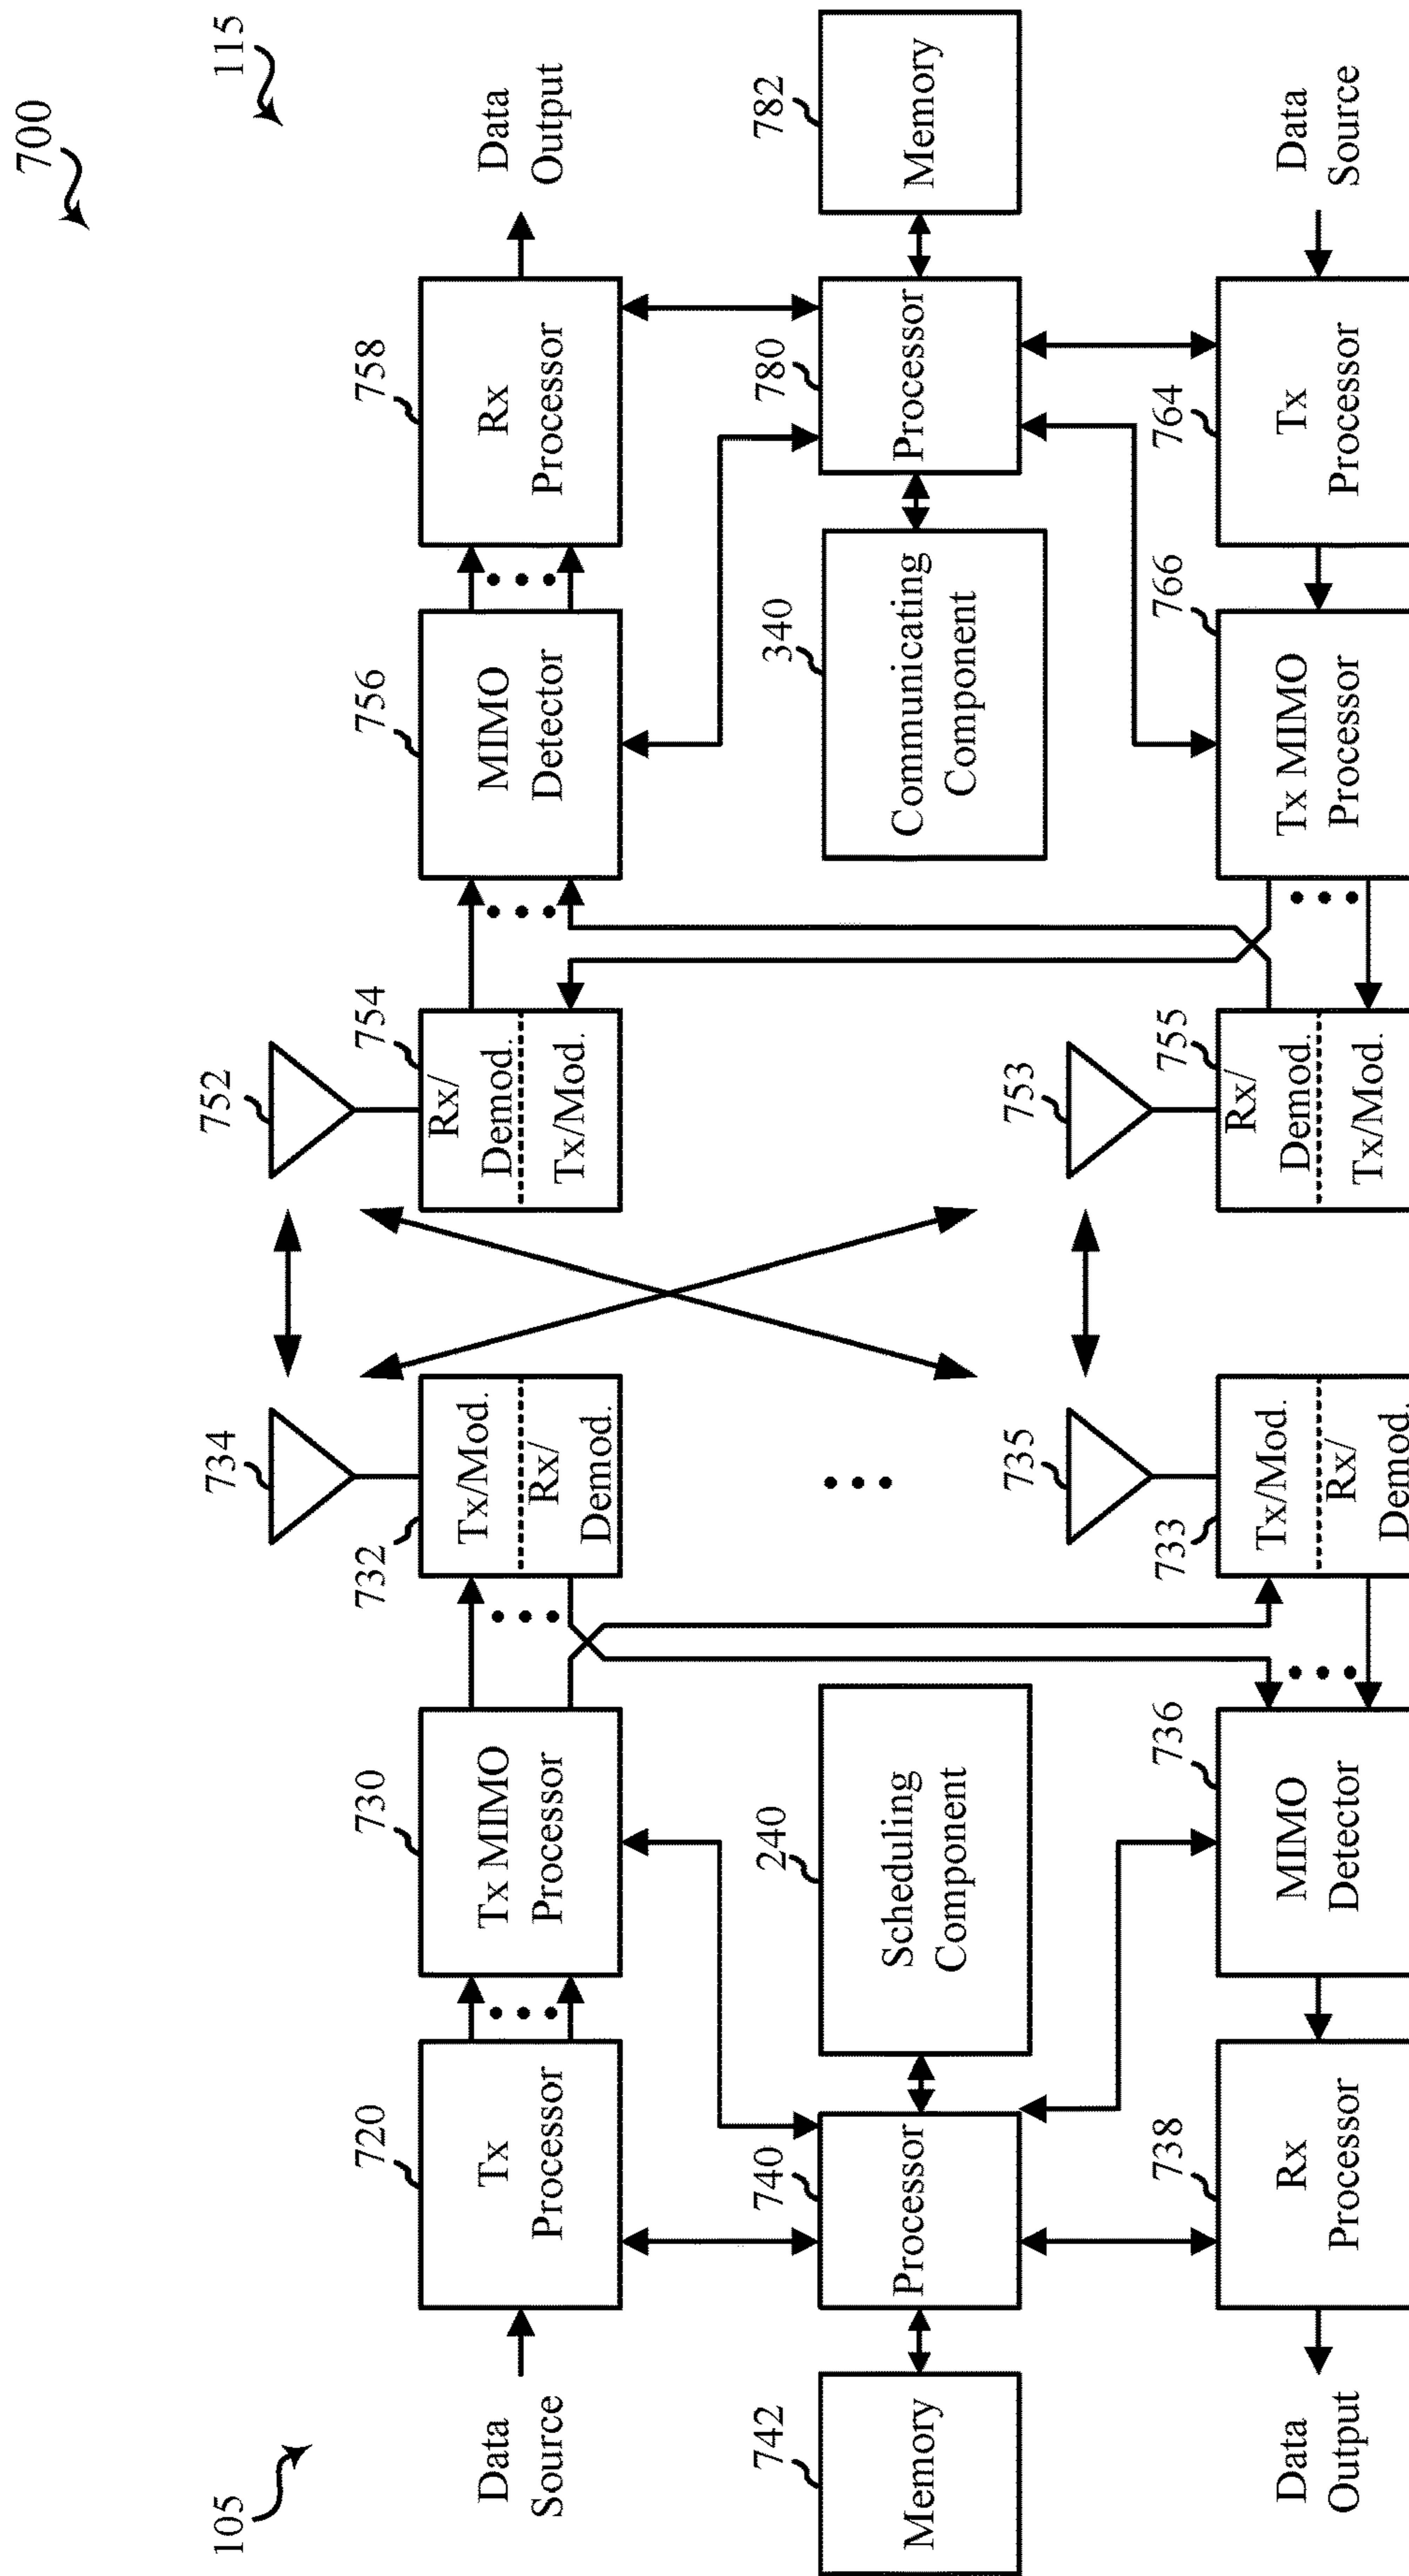 700
105
115
Data
Source
720
Tx
Processor
730
Tx MIMO
Processor
732
Tx/Mod.
Rx/
Demod.
734
752
754
Rx/
Demod.
Tx/Mod.
756
MIMO
Detector
758
Rx
Processor
Data
Output
742
Memory
740
Processor
240
Scheduling
Component
340
Communicating
Component
780
Processor
782
Memory
Data
Output
738
Rx
Processor
736
MIMO
Detector
733
Tx/Mod.
Rx/
Demod.
735
753
755
Rx/
Demod.
Tx/Mod.
766
Tx MIMO
Processor
764
Tx
Processor
Data
Source